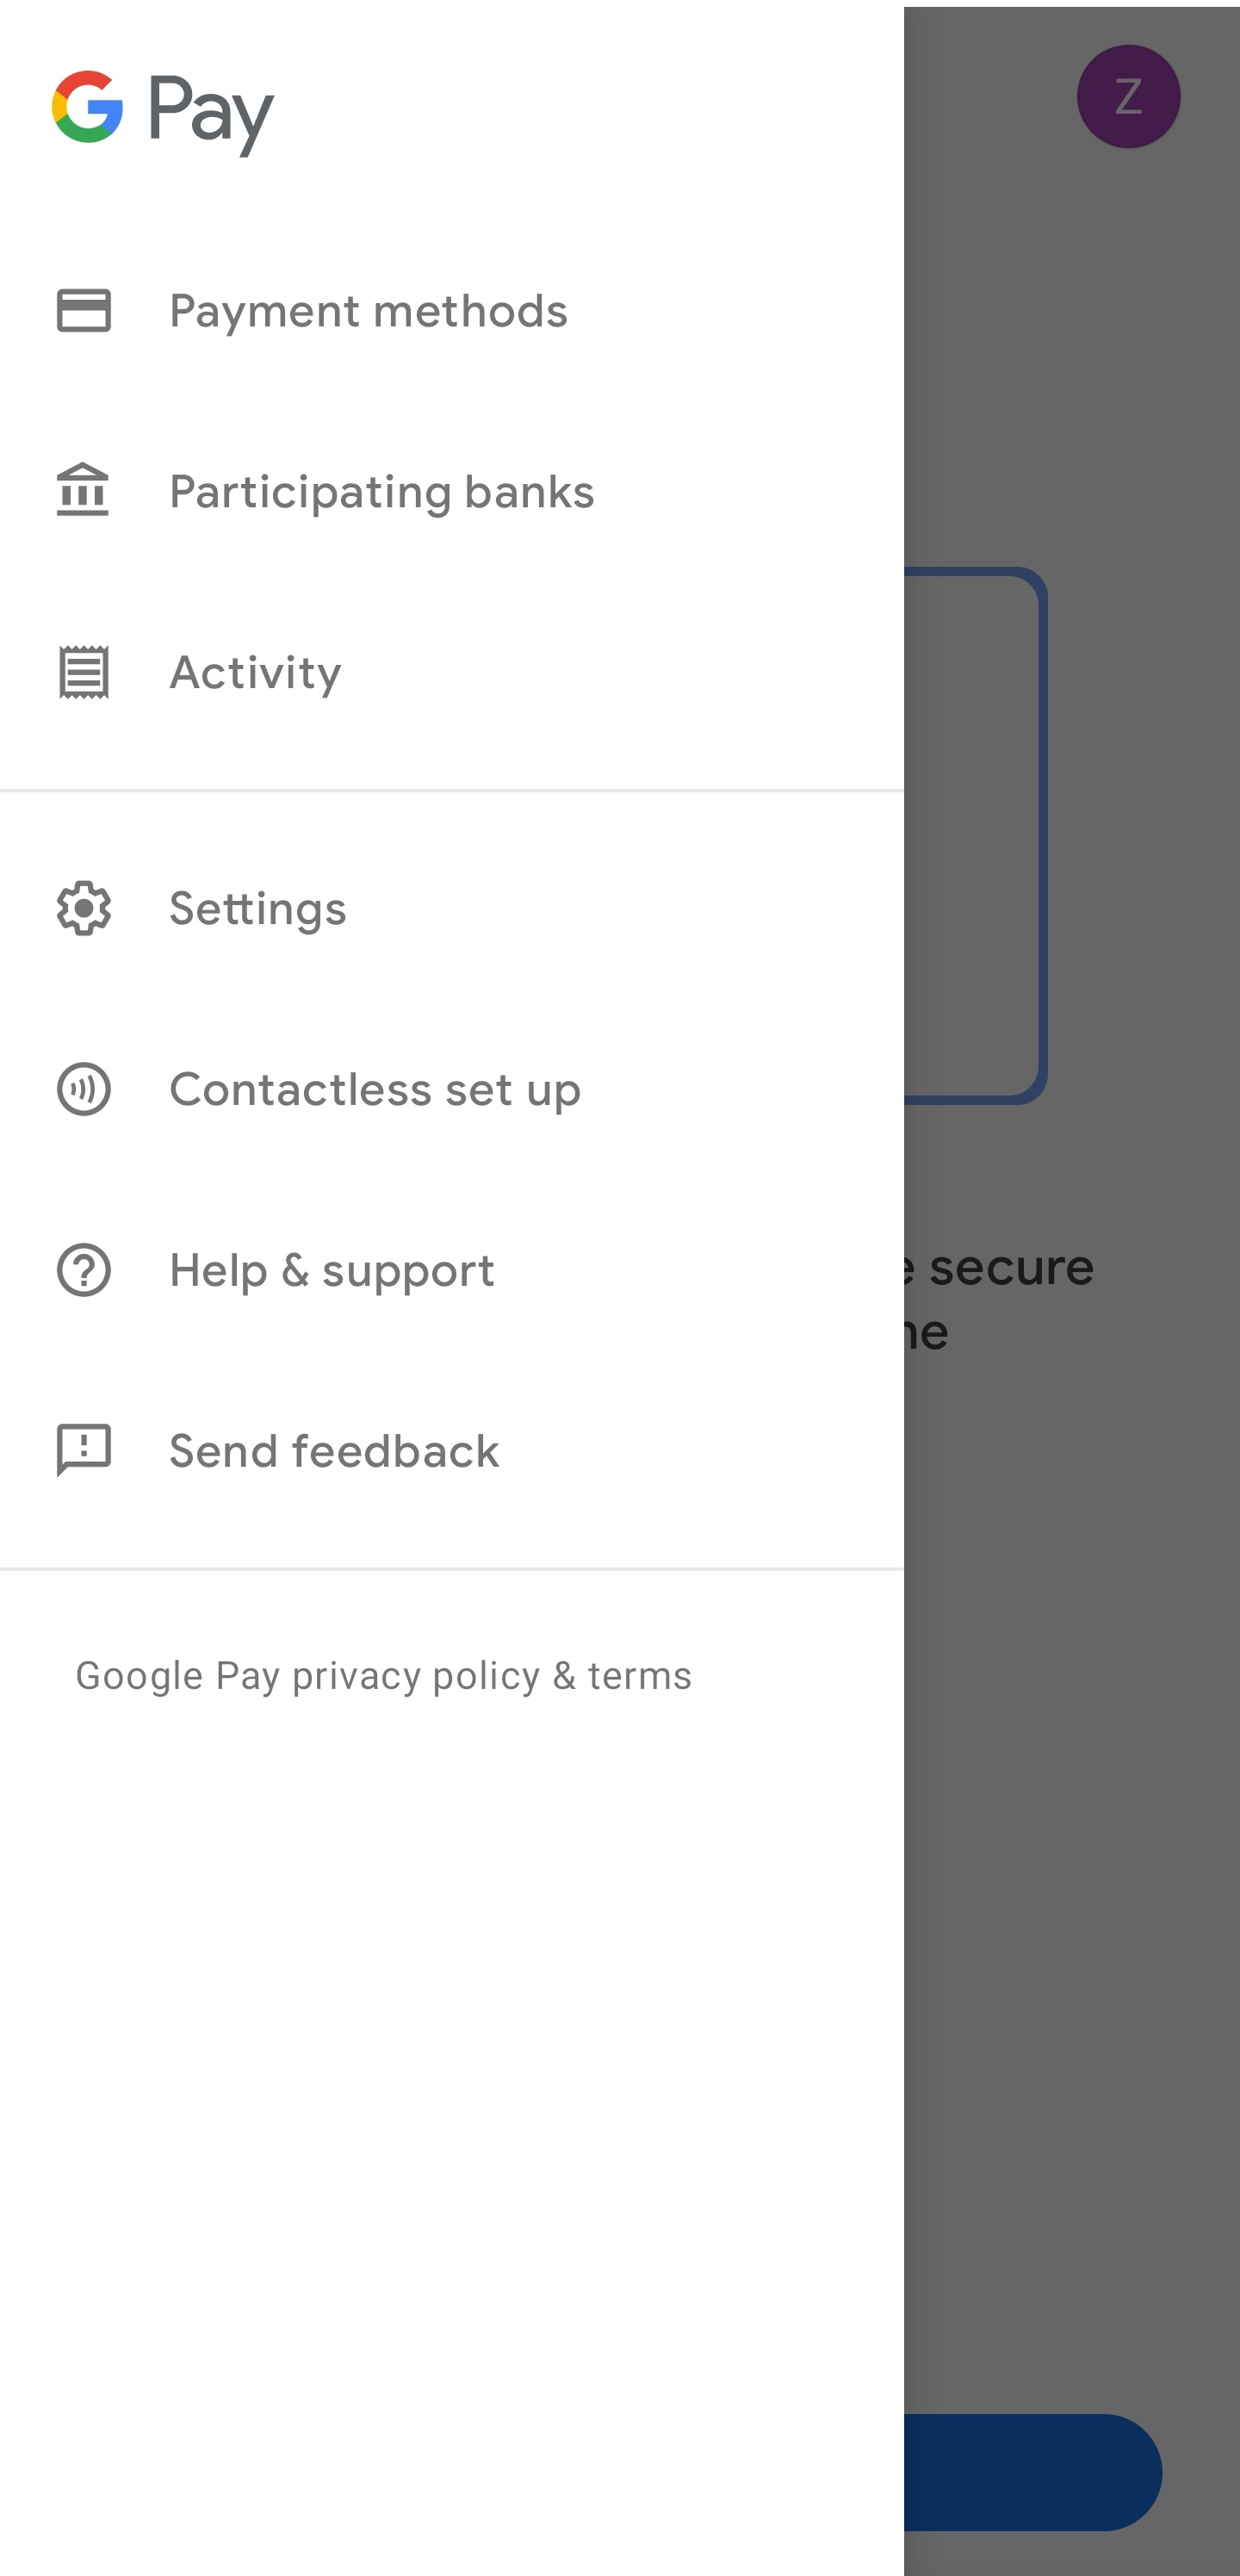 G Pay
Z
Payment methods
Participating banks
Activity
Settings
Contactless set up
Help & support
secure
Send feedback
Google Pay privacy policy & terms